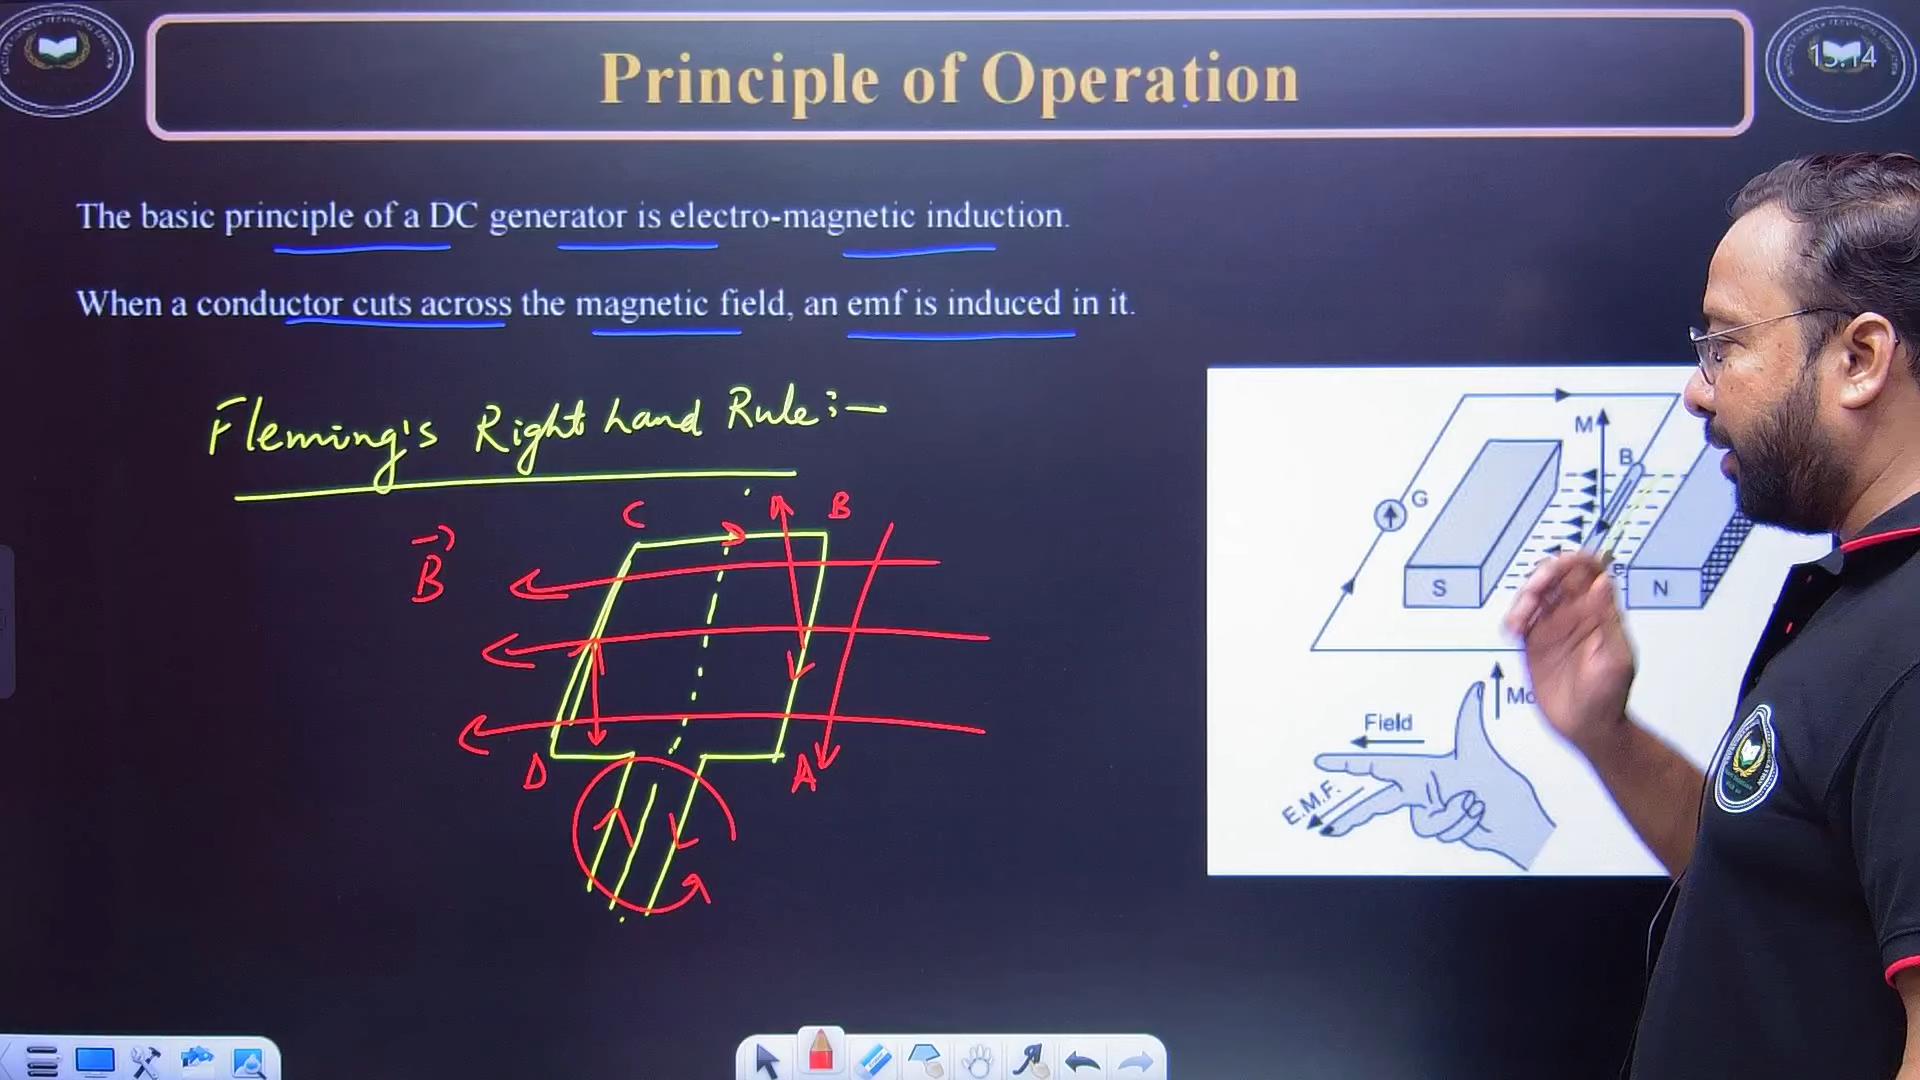 Principle of Operation
The basic principle of a DC generator is electro-magnetic induction.
When a conductor cuts across the magnetic field, an emf is induced in it.
Fleming's Right hand Rule:-
B
C
B
D
A
M
B
G
S
N
e
Field
E.M.F.